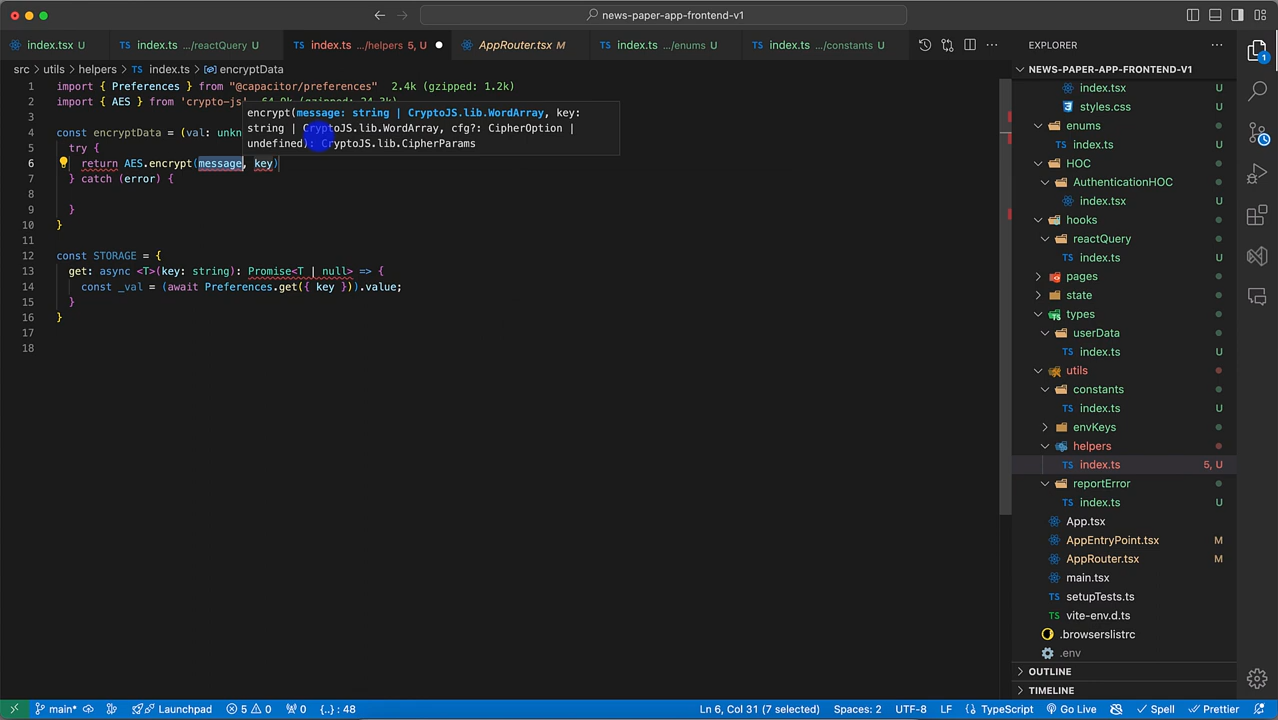 news-paper-app-frontend-v1
index.tsx U
index.ts .../reactQuery U
index.ts .../helpers 5, U
AppRouter.tsx M
index.ts .../enums U
index.ts .../constants U
EXPLORER
src > utils > helpers > TS index.ts > encryptData
1 import { Preferences } from "@capacitor/preferences" 2.4k (gzipped: 1.2k)
2 import { AES } from 'crypto-js'
3
4 const encryptData = (val: unkn
5 try {
6 return AES.encrypt(message, key)
7 } catch (error) {
8
9 }
10 }
11
12 const STORAGE = {
13 get: async <T>(key: string): Promise<T | null> => {
14 const _val = (await Preferences.get({ key })).value;
15 }
16 }
17
18
encrypt(message: string | CryptoJS.lib.WordArray, key:
string | CryptoJS.lib.WordArray, cfg?: CipherOption |
undefined): CryptoJS.lib.CipherParams
NEWS-PAPER-APP-FRONTEND-V1
index.tsx U
styles.css U
enums
TS index.ts U
HOC
AuthenticationHOC
index.tsx U
hooks
reactQuery
TS index.ts U
pages
state
types
userData
TS index.ts U
utils
constants
TS index.ts U
envKeys
helpers
TS index.ts 5, U
reportError
TS index.ts U
App.tsx
AppEntryPoint.tsx M
AppRouter.tsx M
main.tsx
TS setupTests.ts
TS vite-env.d.ts
.browserslistrc
.env
OUTLINE
TIMELINE
main* Launchpad 5 0 0 {..} : 48
Ln 6, Col 31 (7 selected) Spaces: 2 UTF-8 LF {} TypeScript Go Live Spell Prettier